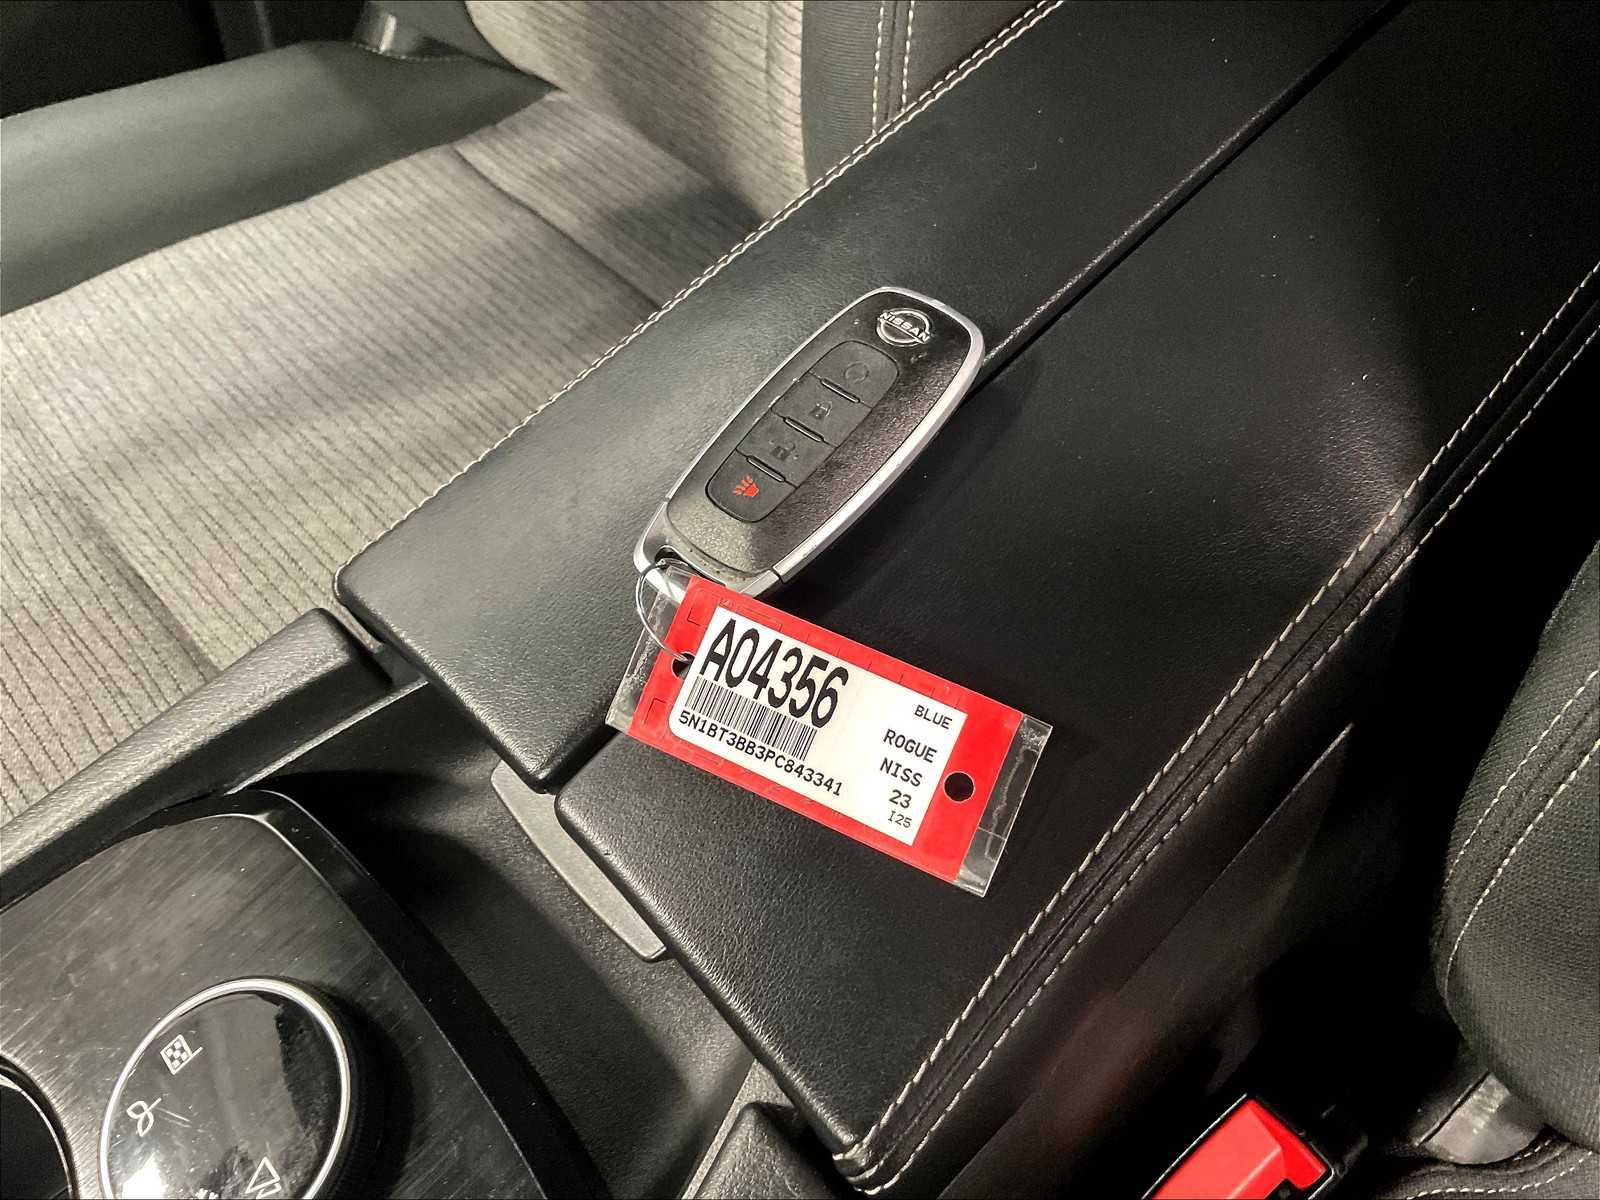 NISSAN
A04356
5N1BT3BB3PC843341
BLUE
ROGUE
NISS
23
I25